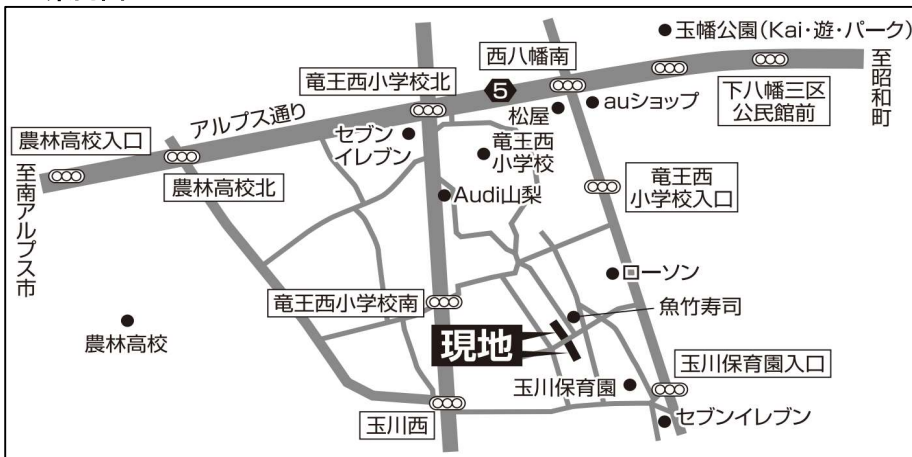 玉幡公園(Kai・遊・パーク)
西八幡南
至昭和町
竜王西小学校北
5
下八幡三区
公民館前
auショップ
松屋
アルプス通り
セブン
イレブン
竜王西
小学校
農林高校入口
農林高校北
竜王西
小学校入口
至南アルプス市
Audi山梨
ローソン
竜王西小学校南
魚竹寿司
農林高校
現地
玉川保育園
玉川保育園入口
玉川西
セブンイレブン